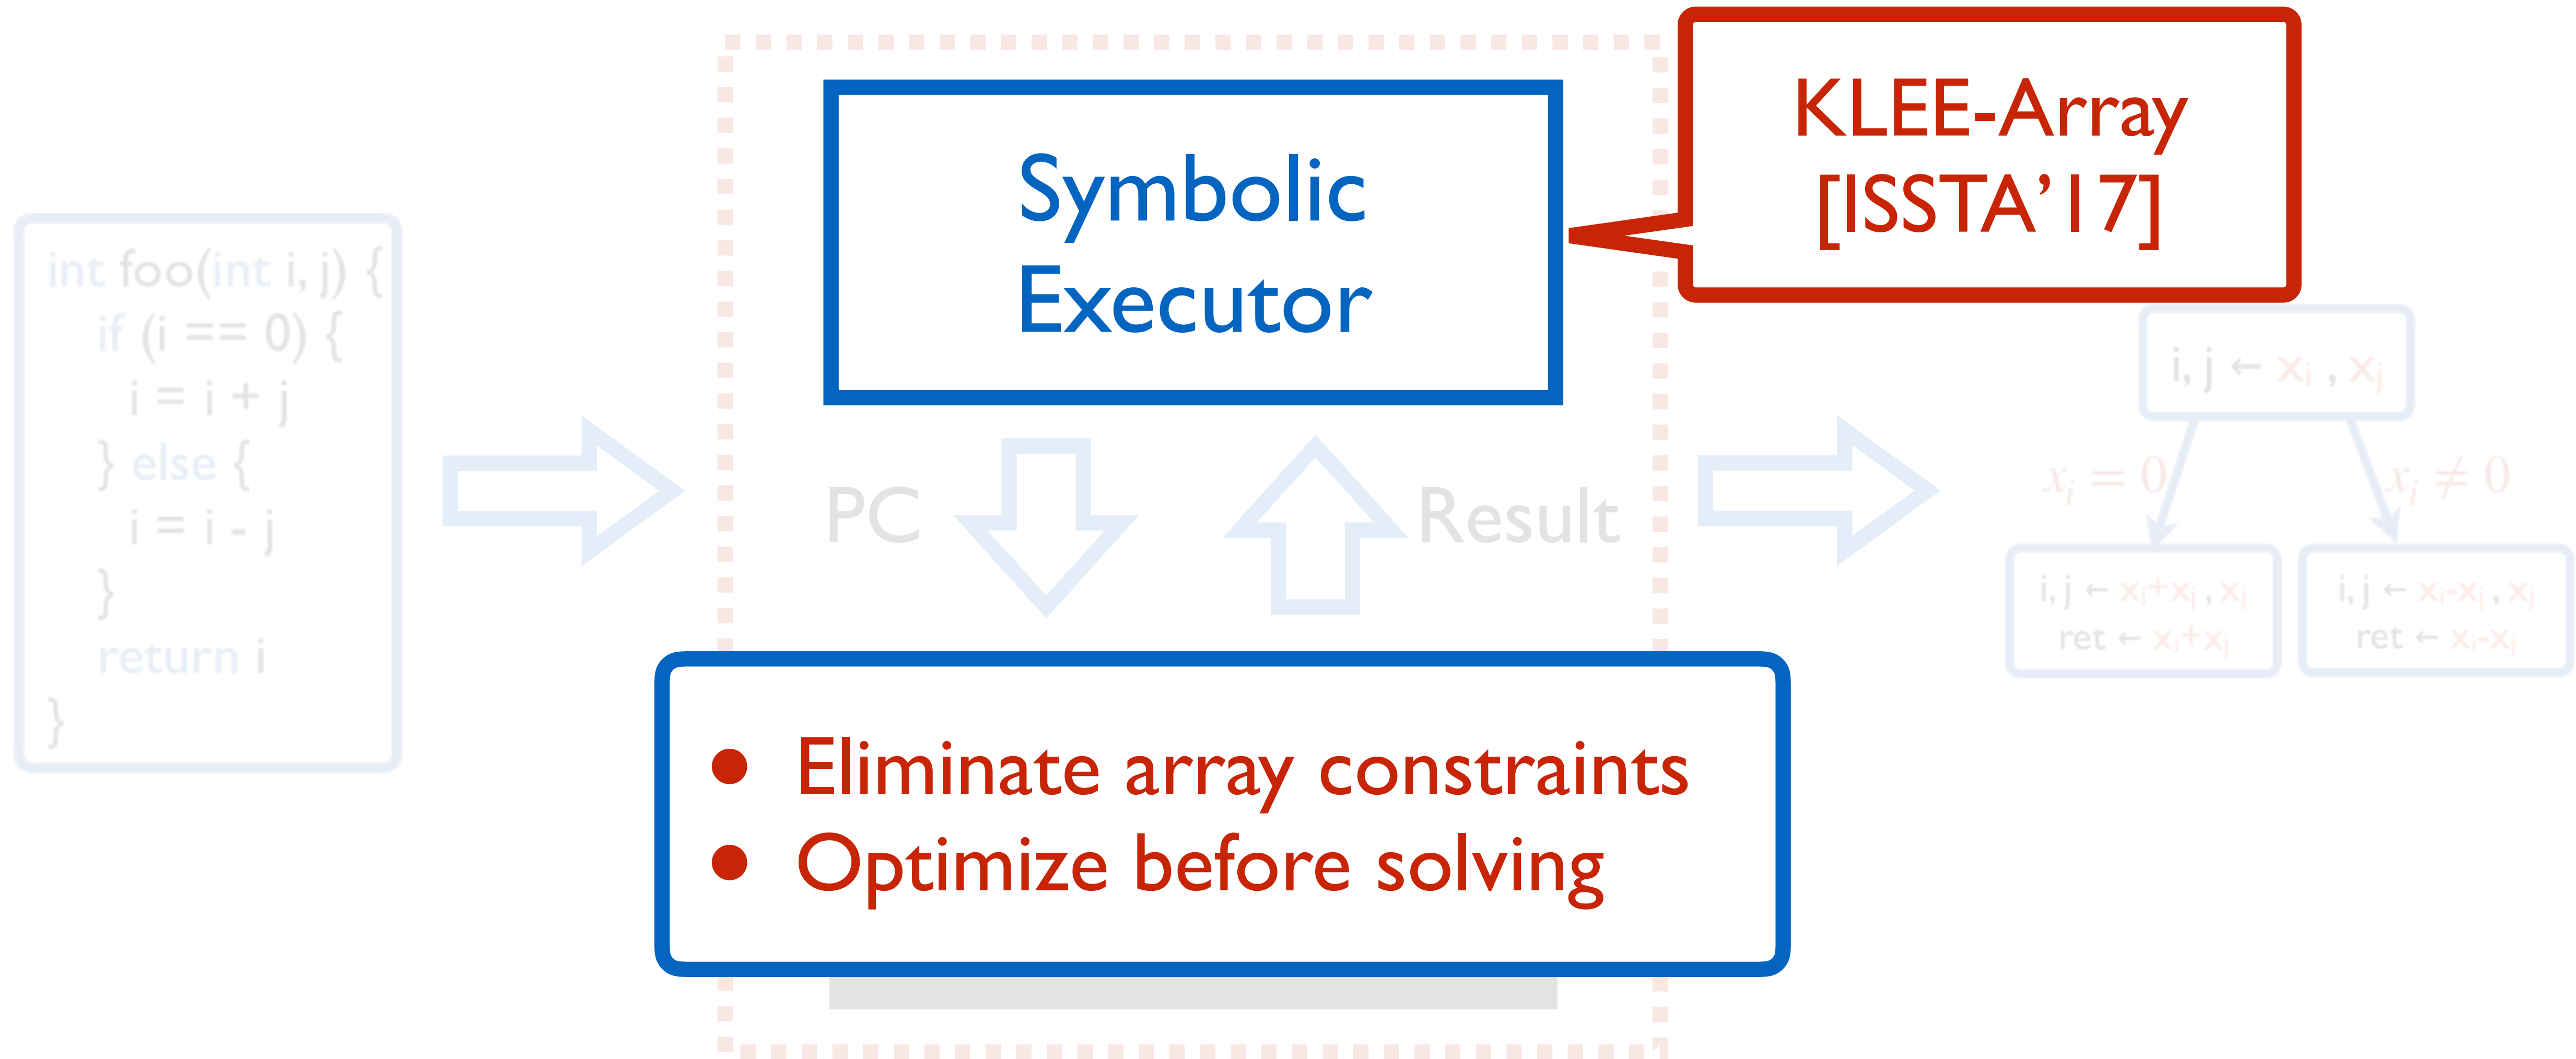 int foo(int i, j) {
if (i == 0) {
i = i + j
} else {
i = i - j
}
return i
}
Symbolic
Executor
KLEE-Array
[ISSTA'17]
PC
Result
• Eliminate array constraints
• Optimize before solving
i, j ← xᵢ , xⱼ
xᵢ = 0
xᵢ ≠ 0
i, j ← xᵢ+xⱼ , xⱼ
ret ← xᵢ+xⱼ
i, j ← xᵢ-xⱼ , xⱼ
ret ← xᵢ-xⱼ